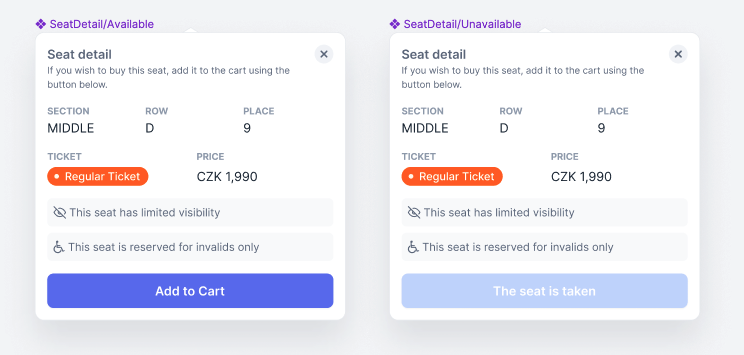 SeatDetail/Available
Seat detail
If you wish to buy this seat, add it to the cart using the
button below.
SECTION ROW PLACE
MIDDLE D 9
TICKET PRICE
Regular Ticket CZK 1,990
This seat has limited visibility
This seat is reserved for invalids only
Add to Cart
SeatDetail/Unavailable
Seat detail
If you wish to buy this seat, add it to the cart using the
button below.
SECTION ROW PLACE
MIDDLE D 9
TICKET PRICE
Regular Ticket CZK 1,990
This seat has limited visibility
This seat is reserved for invalids only
The seat is taken